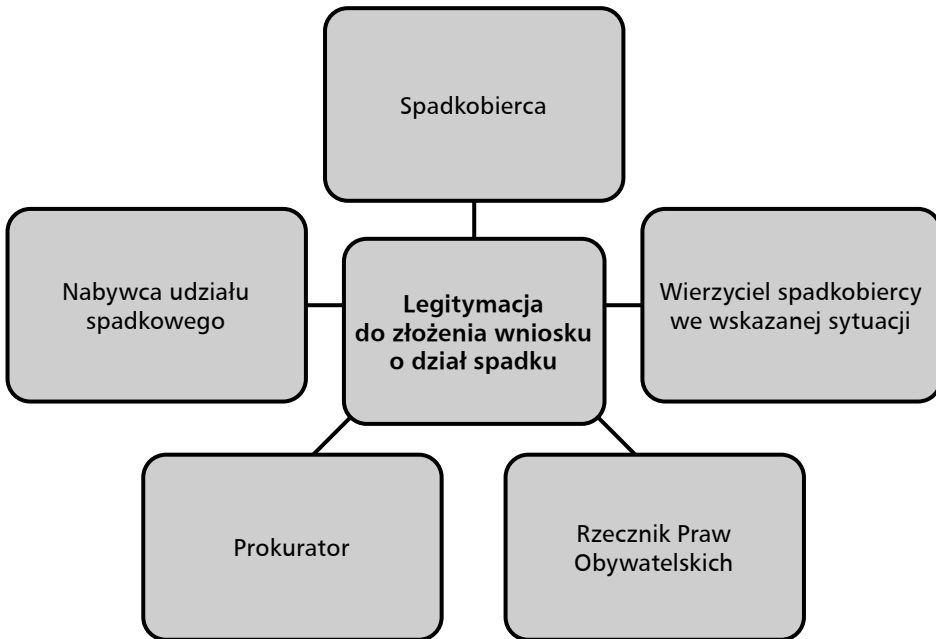 Spadkobierca
Nabywca udziału
spadkowego
Legitymacja
do złożenia wniosku
o dział spadku
Wierzyciel spadkobiercy
we wskazanej sytuacji
Prokurator
Rzecznik Praw
Obywatelskich